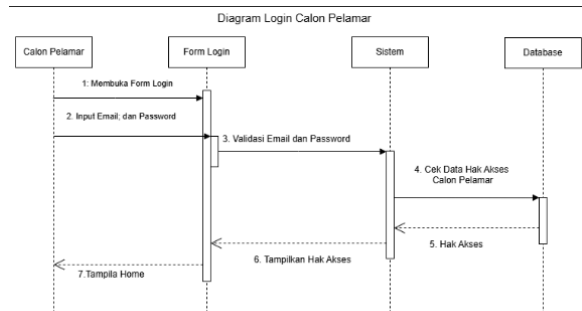 Diagram Login Calon Pelamar
Calon Pelamar
Form Login
Sistem
Database
1: Membuka Form Login
2. Input Email; dan Password
3. Validasi Email dan Password
4. Cek Data Hak Akses
Calon Pelamar
5. Hak Akses
6. Tampilkan Hak Akses
7.Tampila Home